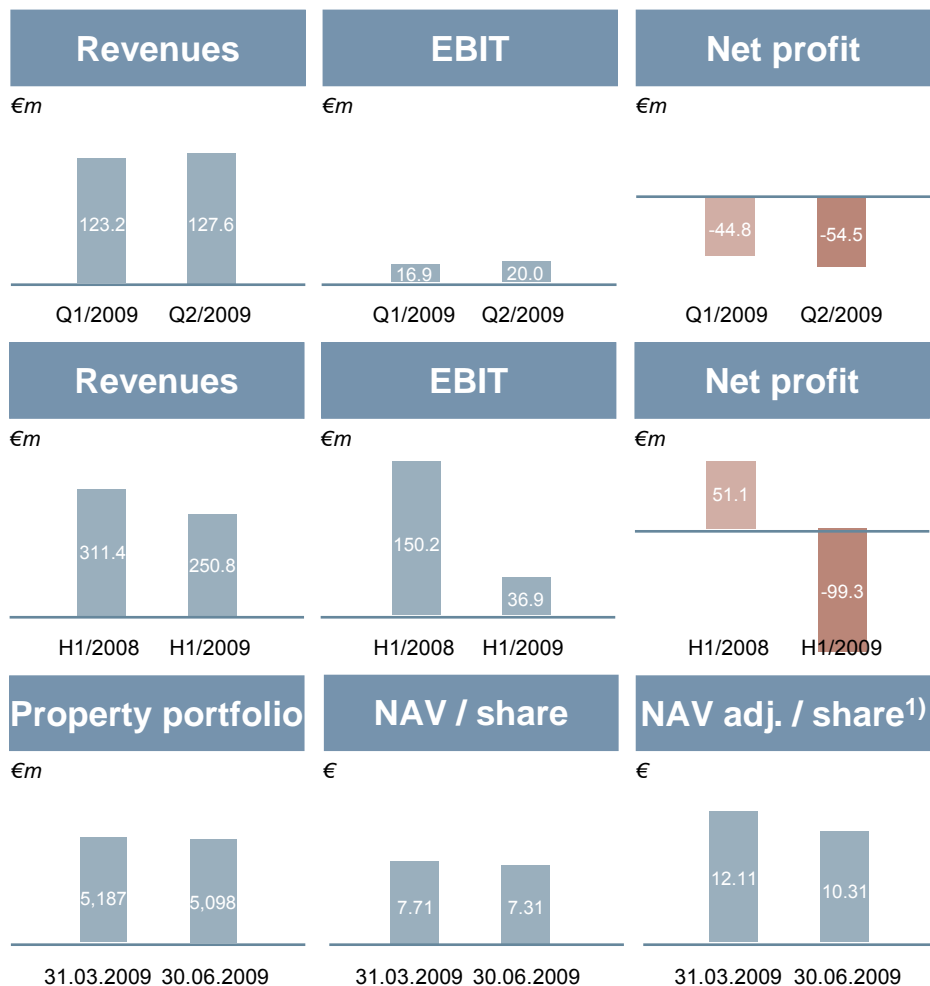 Revenues
EBIT
Net profit
€m
€m
€m
123.2
127.6
16.9
20.0
-44.8
-54.5
Q1/2009
Q2/2009
Q1/2009
Q2/2009
Q1/2009
Q2/2009
Revenues
EBIT
Net profit
€m
€m
€m
311.4
250.8
150.2
36.9
51.1
-99.3
H1/2008
H1/2009
H1/2008
H1/2009
H1/2008
H1/2009
Property portfolio
NAV / share
NAV adj. / share1)
€m
€
€
5,187
5,098
7.71
7.31
12.11
10.31
31.03.2009
30.06.2009
31.03.2009
30.06.2009
31.03.2009
30.06.2009